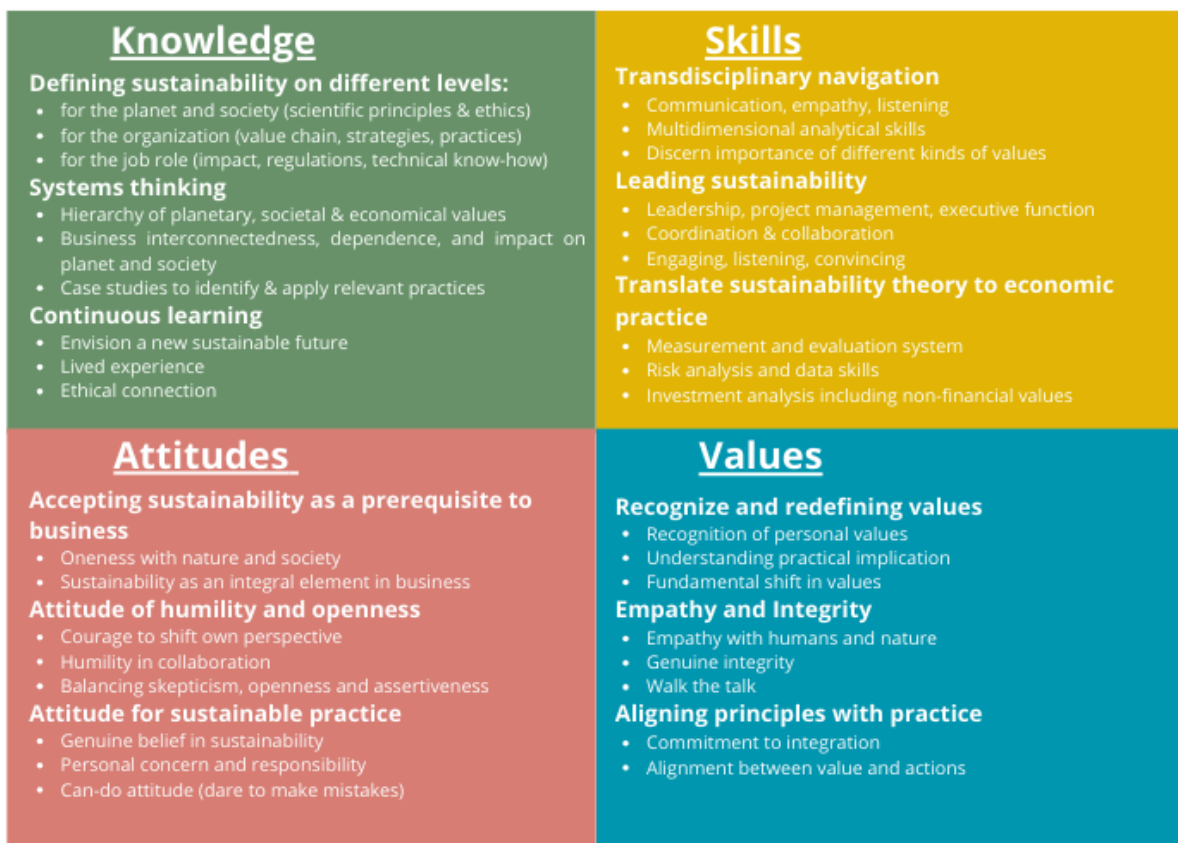 Knowledge
Defining sustainability on different levels:
• for the planet and society (scientific principles & ethics)
• for the organization (value chain, strategies, practices)
• for the job role (impact, regulations, technical know-how)
Systems thinking
• Hierarchy of planetary, societal & economical values
• Business interconnectedness, dependence, and impact on
planet and society
• Case studies to identify & apply relevant practices
Continuous learning
• Envision a new sustainable future
• Lived experience
• Ethical connection
Skills
Transdisciplinary navigation
• Communication, empathy, listening
• Multidimensional analytical skills
• Discern importance of different kinds of values
Leading sustainability
• Leadership, project management, executive function
• Coordination & collaboration
• Engaging, listening, convincing
Translate sustainability theory to economic
practice
• Measurement and evaluation system
• Risk analysis and data skills
• Investment analysis including non-financial values
Attitudes
Accepting sustainability as a prerequisite to
business
• Oneness with nature and society
• Sustainability as an integral element in business
Attitude of humility and openness
• Courage to shift own perspective
• Humility in collaboration
• Balancing skepticism, openness and assertiveness
Attitude for sustainable practice
• Genuine belief in sustainability
• Personal concern and responsibility
• Can-do attitude (dare to make mistakes)
Values
Recognize and redefining values
• Recognition of personal values
• Understanding practical implication
• Fundamental shift in values
Empathy and Integrity
• Empathy with humans and nature
• Genuine integrity
• Walk the talk
Aligning principles with practice
• Commitment to integration
• Alignment between value and actions